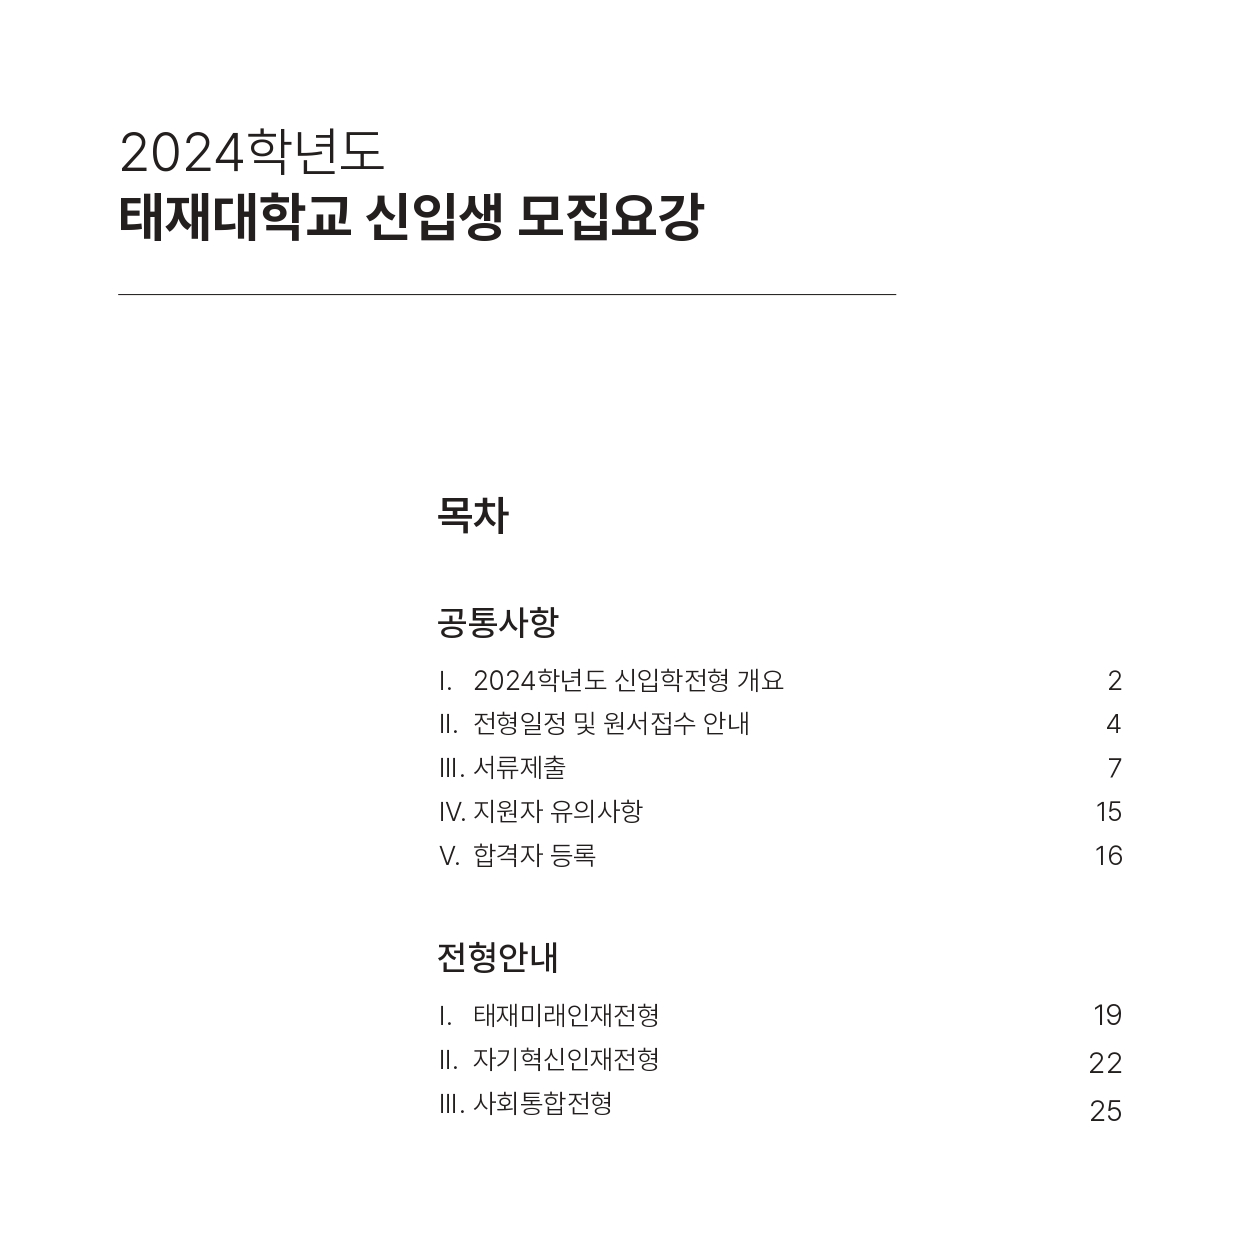 2024학년도
태재대학교 신입생 모집요강
목차
공통사항
I. 2024학년도 신입학전형 개요 2
II. 전형일정 및 원서접수 안내 4
III. 서류제출 7
IV. 지원자 유의사항 15
V. 합격자 등록 16
전형안내
I. 태재미래인재전형 19
II. 자기혁신인재전형 22
III. 사회통합전형 25